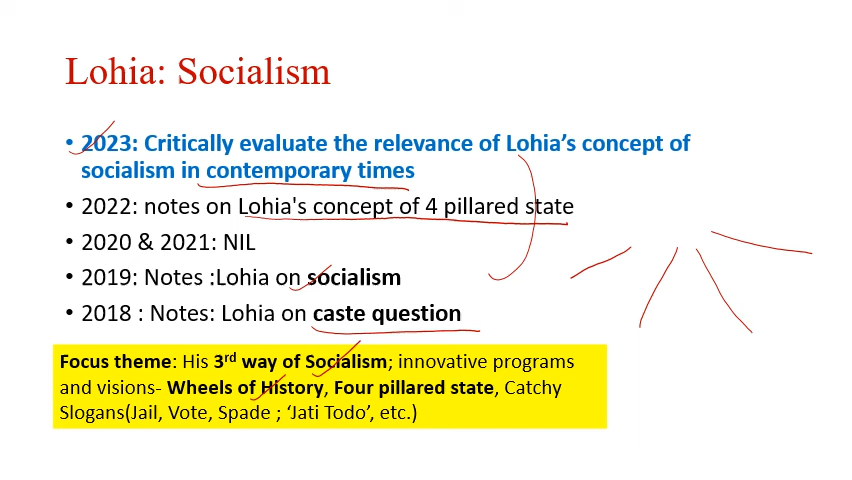 Lohia: Socialism
• 2023: Critically evaluate the relevance of Lohia’s concept of
socialism in contemporary times
• 2022: notes on Lohia's concept of 4 pillared state
• 2020 & 2021: NIL
• 2019: Notes :Lohia on socialism
• 2018 : Notes: Lohia on caste question
Focus theme: His 3rd way of Socialism; innovative programs
and visions- Wheels of History, Four pillared state, Catchy
Slogans(Jail, Vote, Spade ; ‘Jati Todo’, etc.)